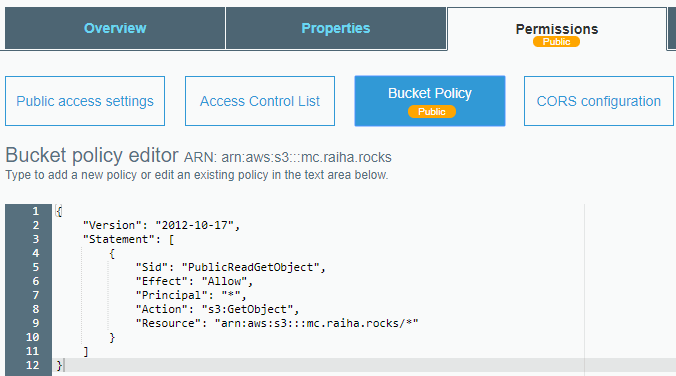 Overview Properties Permissions
Public
Public access settings Access Control List Bucket Policy CORS configuration
Public
Bucket policy editor ARN: arn:aws:s3:::mc.raiha.rocks
Type to add a new policy or edit an existing policy in the text area below.
1 {
2     "Version": "2012-10-17",
3     "Statement": [
4         {
5             "Sid": "PublicReadGetObject",
6             "Effect": "Allow",
7             "Principal": "*",
8             "Action": "s3:GetObject",
9             "Resource": "arn:aws:s3:::mc.raiha.rocks/*"
10         }
11     ]
12 }